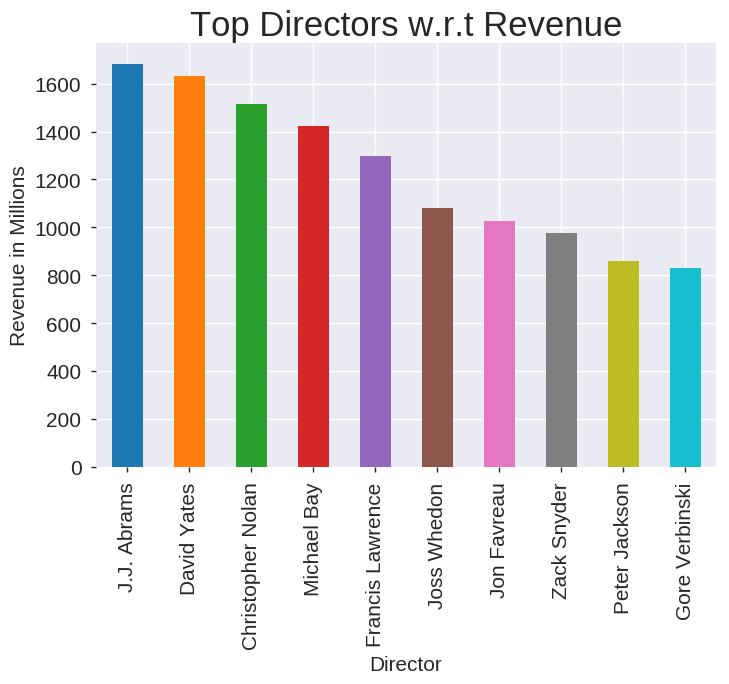 Top Directors w.r.t Revenue
Revenue in Millions
1600
1400
1200
1000
800
600
400
200
0
J.J. Abrams
David Yates
Christopher Nolan
Michael Bay
Francis Lawrence
Joss Whedon
Jon Favreau
Zack Snyder
Peter Jackson
Gore Verbinski
Director